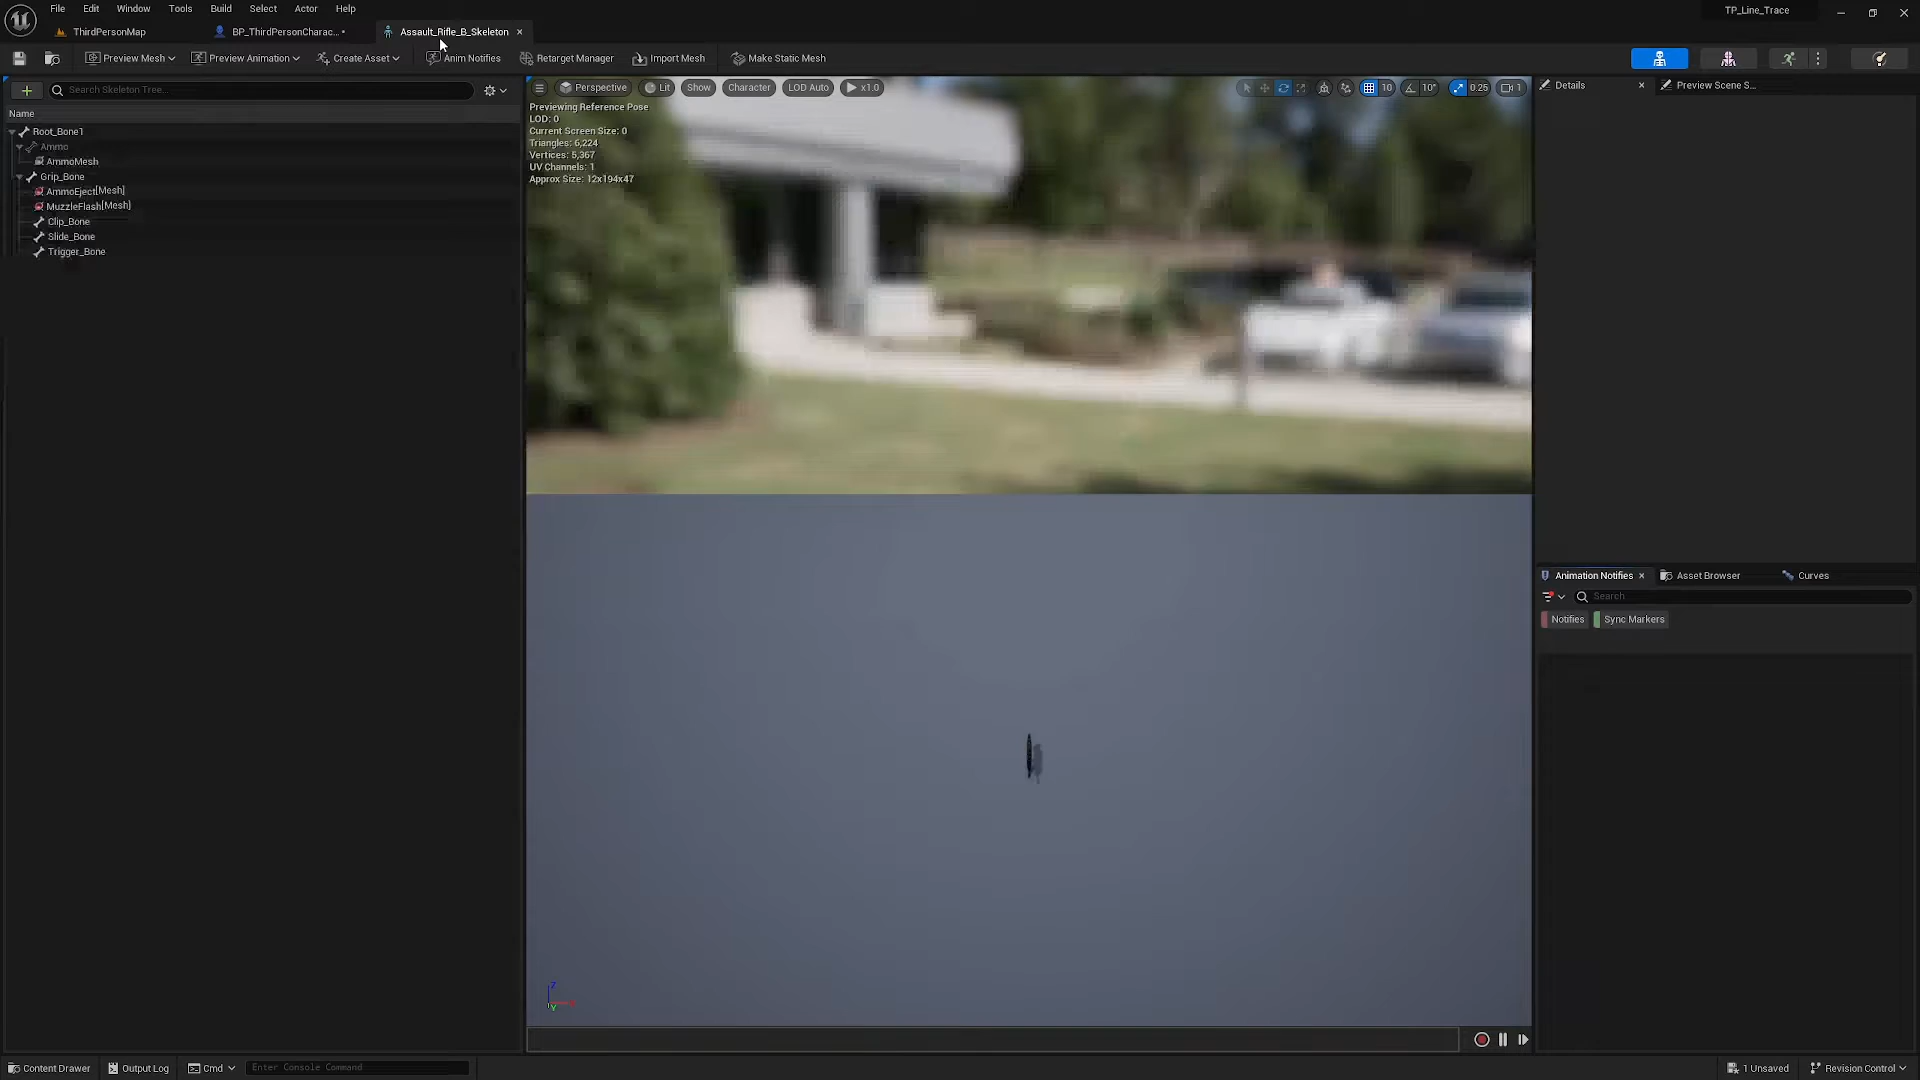 File Edit Window Tools Build Select Actor Help
TP_Line_Trace
ThirdPersonMap
BP_ThirdPersonCharac...•
Assault_Rifle_B_Skeleton
Preview Mesh
Preview Animation
Create Asset
Anim Notifies
Retarget Manager
Import Mesh
Make Static Mesh
Search Skeleton Tree...
Name
Root_Bone1
Ammo
AmmoMesh
Grip_Bone
AmmoEject [Mesh]
MuzzleFlash [Mesh]
Clip_Bone
Slide_Bone
Trigger_Bone
Perspective
Lit
Show
Character
LOD Auto
x1.0
10
10°
0.25
1
Previewing Reference Pose
LOD: 0
Current Screen Size: 0
Triangles: 6,224
Vertices: 5,367
UV Channels: 1
Approx Size: 12x194x47
Z
Y
Details
Preview Scene S...
Animation Notifies
Asset Browser
Curves
Search
Notifies
Sync Markers
Content Drawer
Output Log
Cmd
Enter Console Command
1 Unsaved
Revision Control